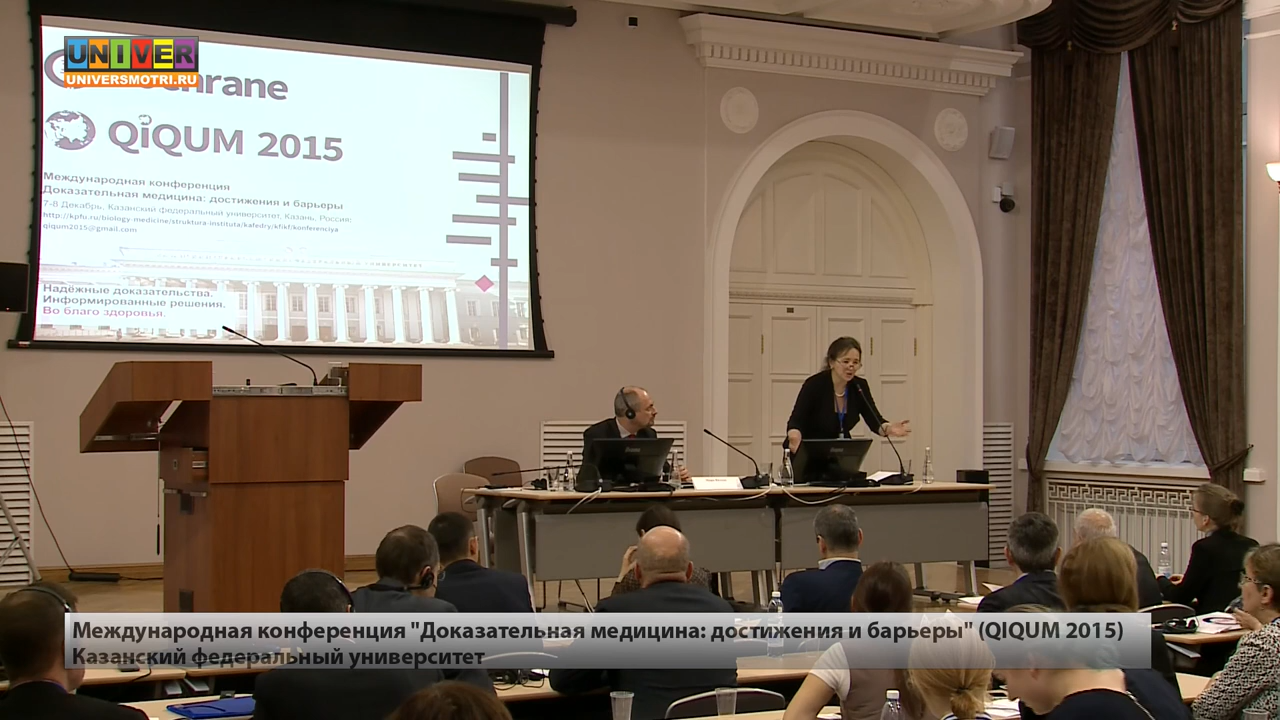 UNIVER
UNIVERSMOTRI.RU
chrane
QiQUM 2015
Международная конференция
Доказательная медицина: достижения и барьеры
7-8 Декабрь, Казанский федеральный университет, Казань, Россия:
http://kpfu.ru/biology-medicine/struktura-instituta/kafedry/kfikf/konferenciya
qiqum2015@gmail.com
Надёжные доказательства.
Информированные решения.
Во благо здоровья.
Международная конференция "Доказательная медицина: достижения и барьеры" (QIQUM 2015)
Казанский федеральный университет